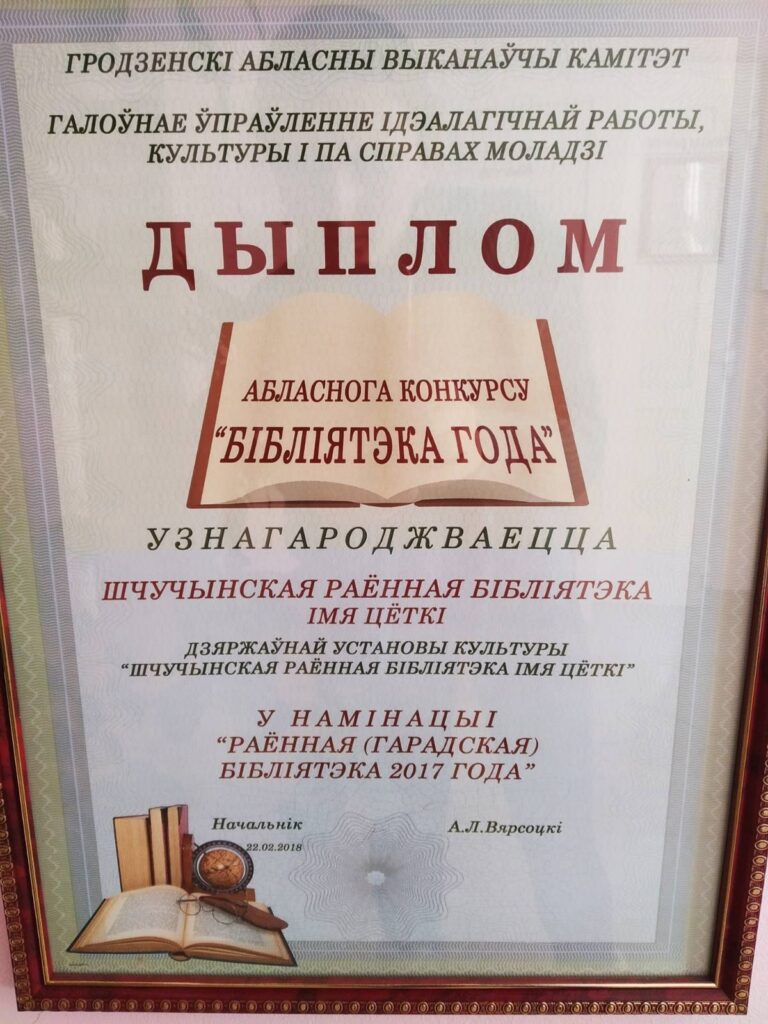 ГРОДЗЕНСКІ АБЛАСНЫ ВЫКАНАЎЧЫ КАМІТЭТ
ГАЛОЎНАЕ ЎПРАЎЛЕННЕ ІДЭАЛАГІЧНАЙ РАБОТЫ,
КУЛЬТУРЫ І ПА СПРАВАХ МОЛАДЗІ
ДЫПЛОМ
АБЛАСНОГА КОНКУРСУ
“БІБЛІЯТЭКА ГОДА”
УЗНАГАРОДЖВАЕЦЦА
ШЧУЧЫНСКАЯ РАЁННАЯ БІБЛІЯТЭКА
ІМЯ ЦЁТКІ
ДЗЯРЖАЎНАЙ УСТАНОВЫ КУЛЬТУРЫ
“ШЧУЧЫНСКАЯ РАЁННАЯ БІБЛІЯТЭКА ІМЯ ЦЁТКІ”
У НАМІНАЦЫІ
“РАЁННАЯ (ГАРАДСКАЯ)
БІБЛІЯТЭКА 2017 ГОДА”
Начальнік А.Л.Вярсоцкі
22.02.2018